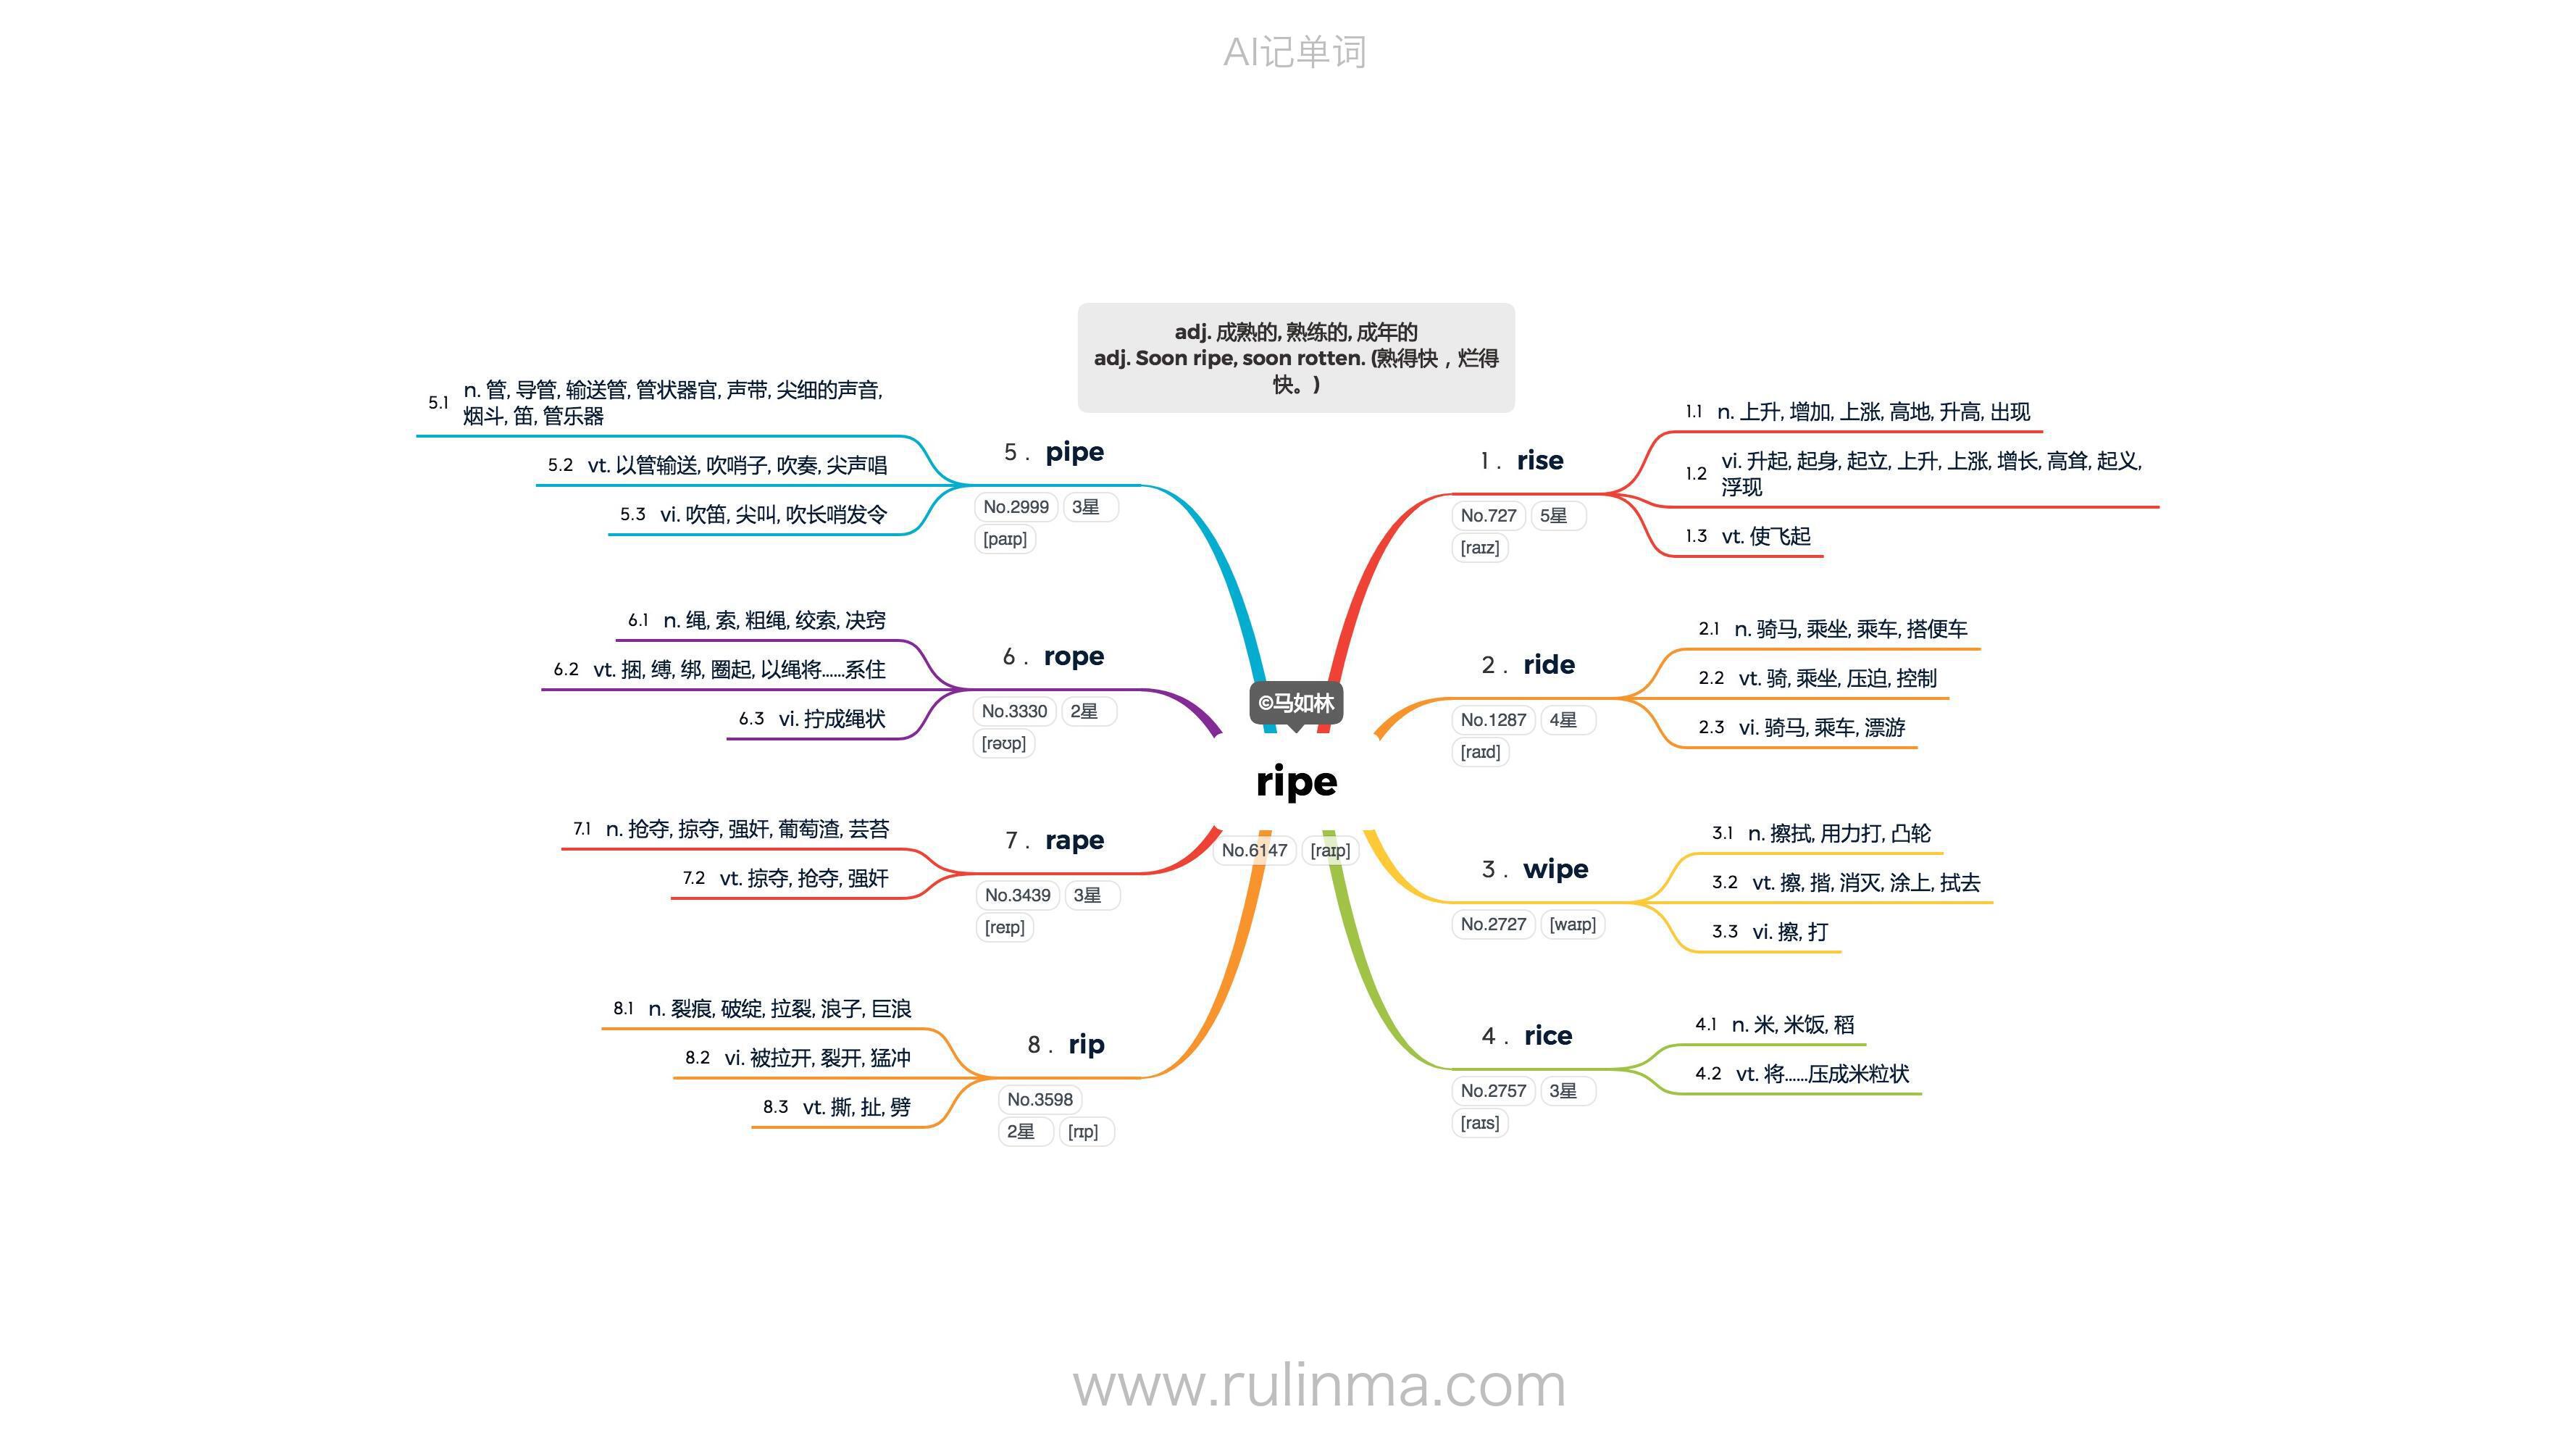 AI记单词
adj. 成熟的, 熟练的, 成年的
adj. Soon ripe, soon rotten. (熟得快，烂得
快。)
©马如林
ripe
No.6147 [raɪp]
1. rise
No.727 5星
[raɪz]
1.1 n. 上升, 增加, 上涨, 高地, 升高, 出现
1.2 vi. 升起, 起身, 起立, 上升, 上涨, 增长, 高耸, 起义,
浮现
1.3 vt. 使飞起
2. ride
No.1287 4星
[raɪd]
2.1 n. 骑马, 乘坐, 乘车, 搭便车
2.2 vt. 骑, 乘坐, 压迫, 控制
2.3 vi. 骑马, 乘车, 漂游
3. wipe
No.2727 [waɪp]
3.1 n. 擦拭, 用力打, 凸轮
3.2 vt. 擦, 揩, 消灭, 涂上, 拭去
3.3 vi. 擦, 打
4. rice
No.2757 3星
[raɪs]
4.1 n. 米, 米饭, 稻
4.2 vt. 将……压成米粒状
5. pipe
No.2999 3星
[paɪp]
5.1 n. 管, 导管, 输送管, 管状器官, 声带, 尖细的声音,
烟斗, 笛, 管乐器
5.2 vt. 以管输送, 吹哨子, 吹奏, 尖声唱
5.3 vi. 吹笛, 尖叫, 吹长哨发令
6. rope
No.3330 2星
[rəʊp]
6.1 n. 绳, 索, 粗绳, 绞索, 决窍
6.2 vt. 捆, 缚, 绑, 圈起, 以绳将……系住
6.3 vi. 拧成绳状
7. rape
No.3439 3星
[reɪp]
7.1 n. 抢夺, 掠夺, 强奸, 葡萄渣, 芸苔
7.2 vt. 掠夺, 抢夺, 强奸
8. rip
No.3598
2星 [rɪp]
8.1 n. 裂痕, 破绽, 拉裂, 浪子, 巨浪
8.2 vi. 被拉开, 裂开, 猛冲
8.3 vt. 撕, 扯, 劈
www.rulinma.com